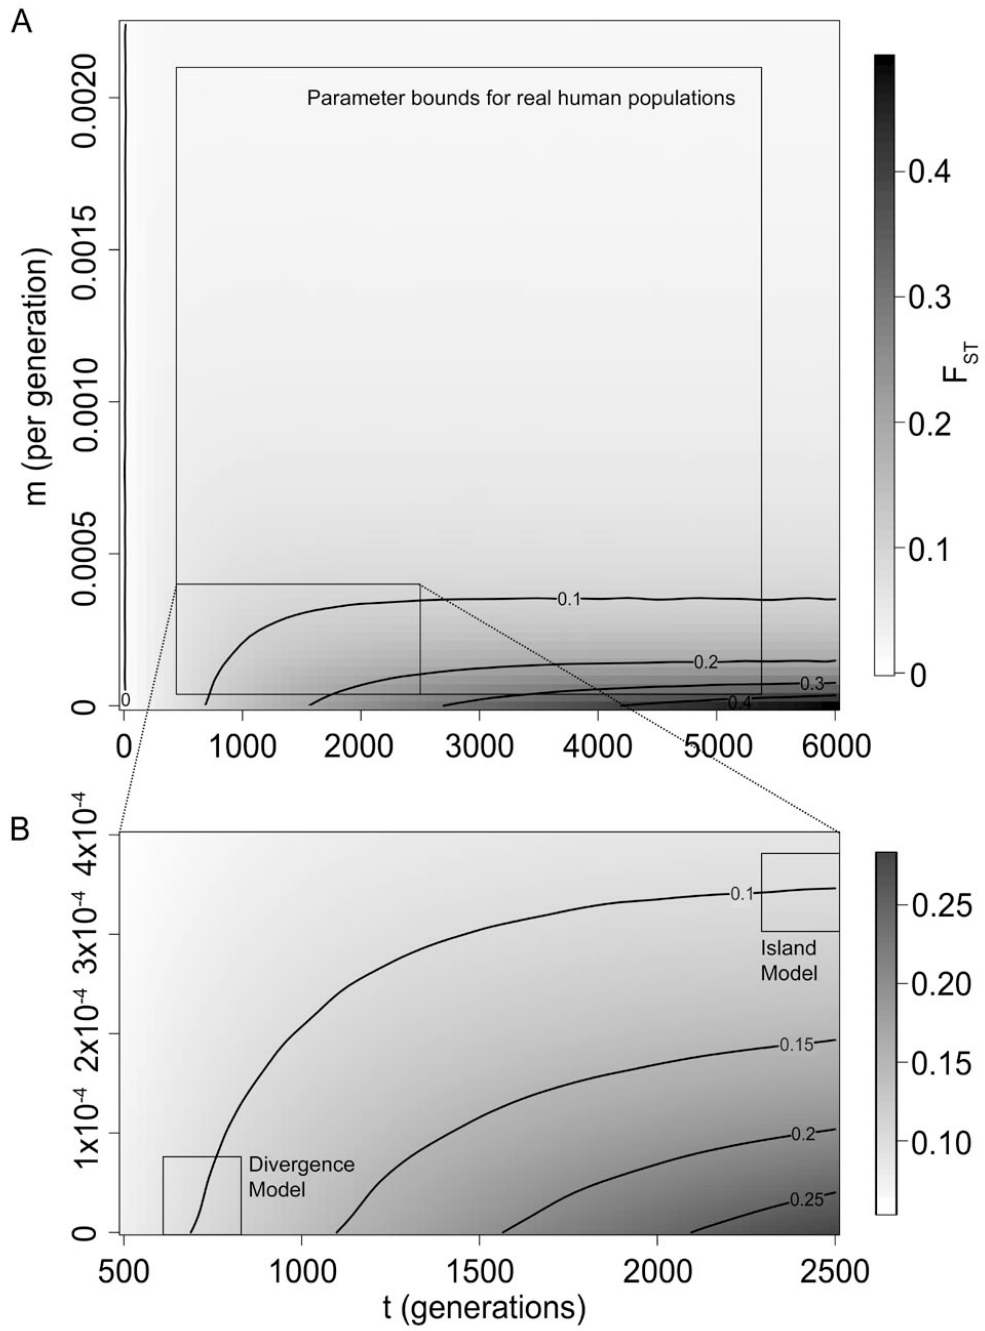 A
Parameter bounds for real human populations
m (per generation)
0.0020
0.0015
0.0010
0.0005
0
0
0.1
0.2
0.3
0.4
0 1000 2000 3000 4000 5000 6000
0.4
0.3
0.2
0.1
0
F_ST
B
4x10⁻⁴
3x10⁻⁴
2x10⁻⁴
1x10⁻⁴
0
0.1
Island
Model
0.15
0.2
0.25
Divergence
Model
500 1000 1500 2000 2500
t (generations)
0.25
0.20
0.15
0.10